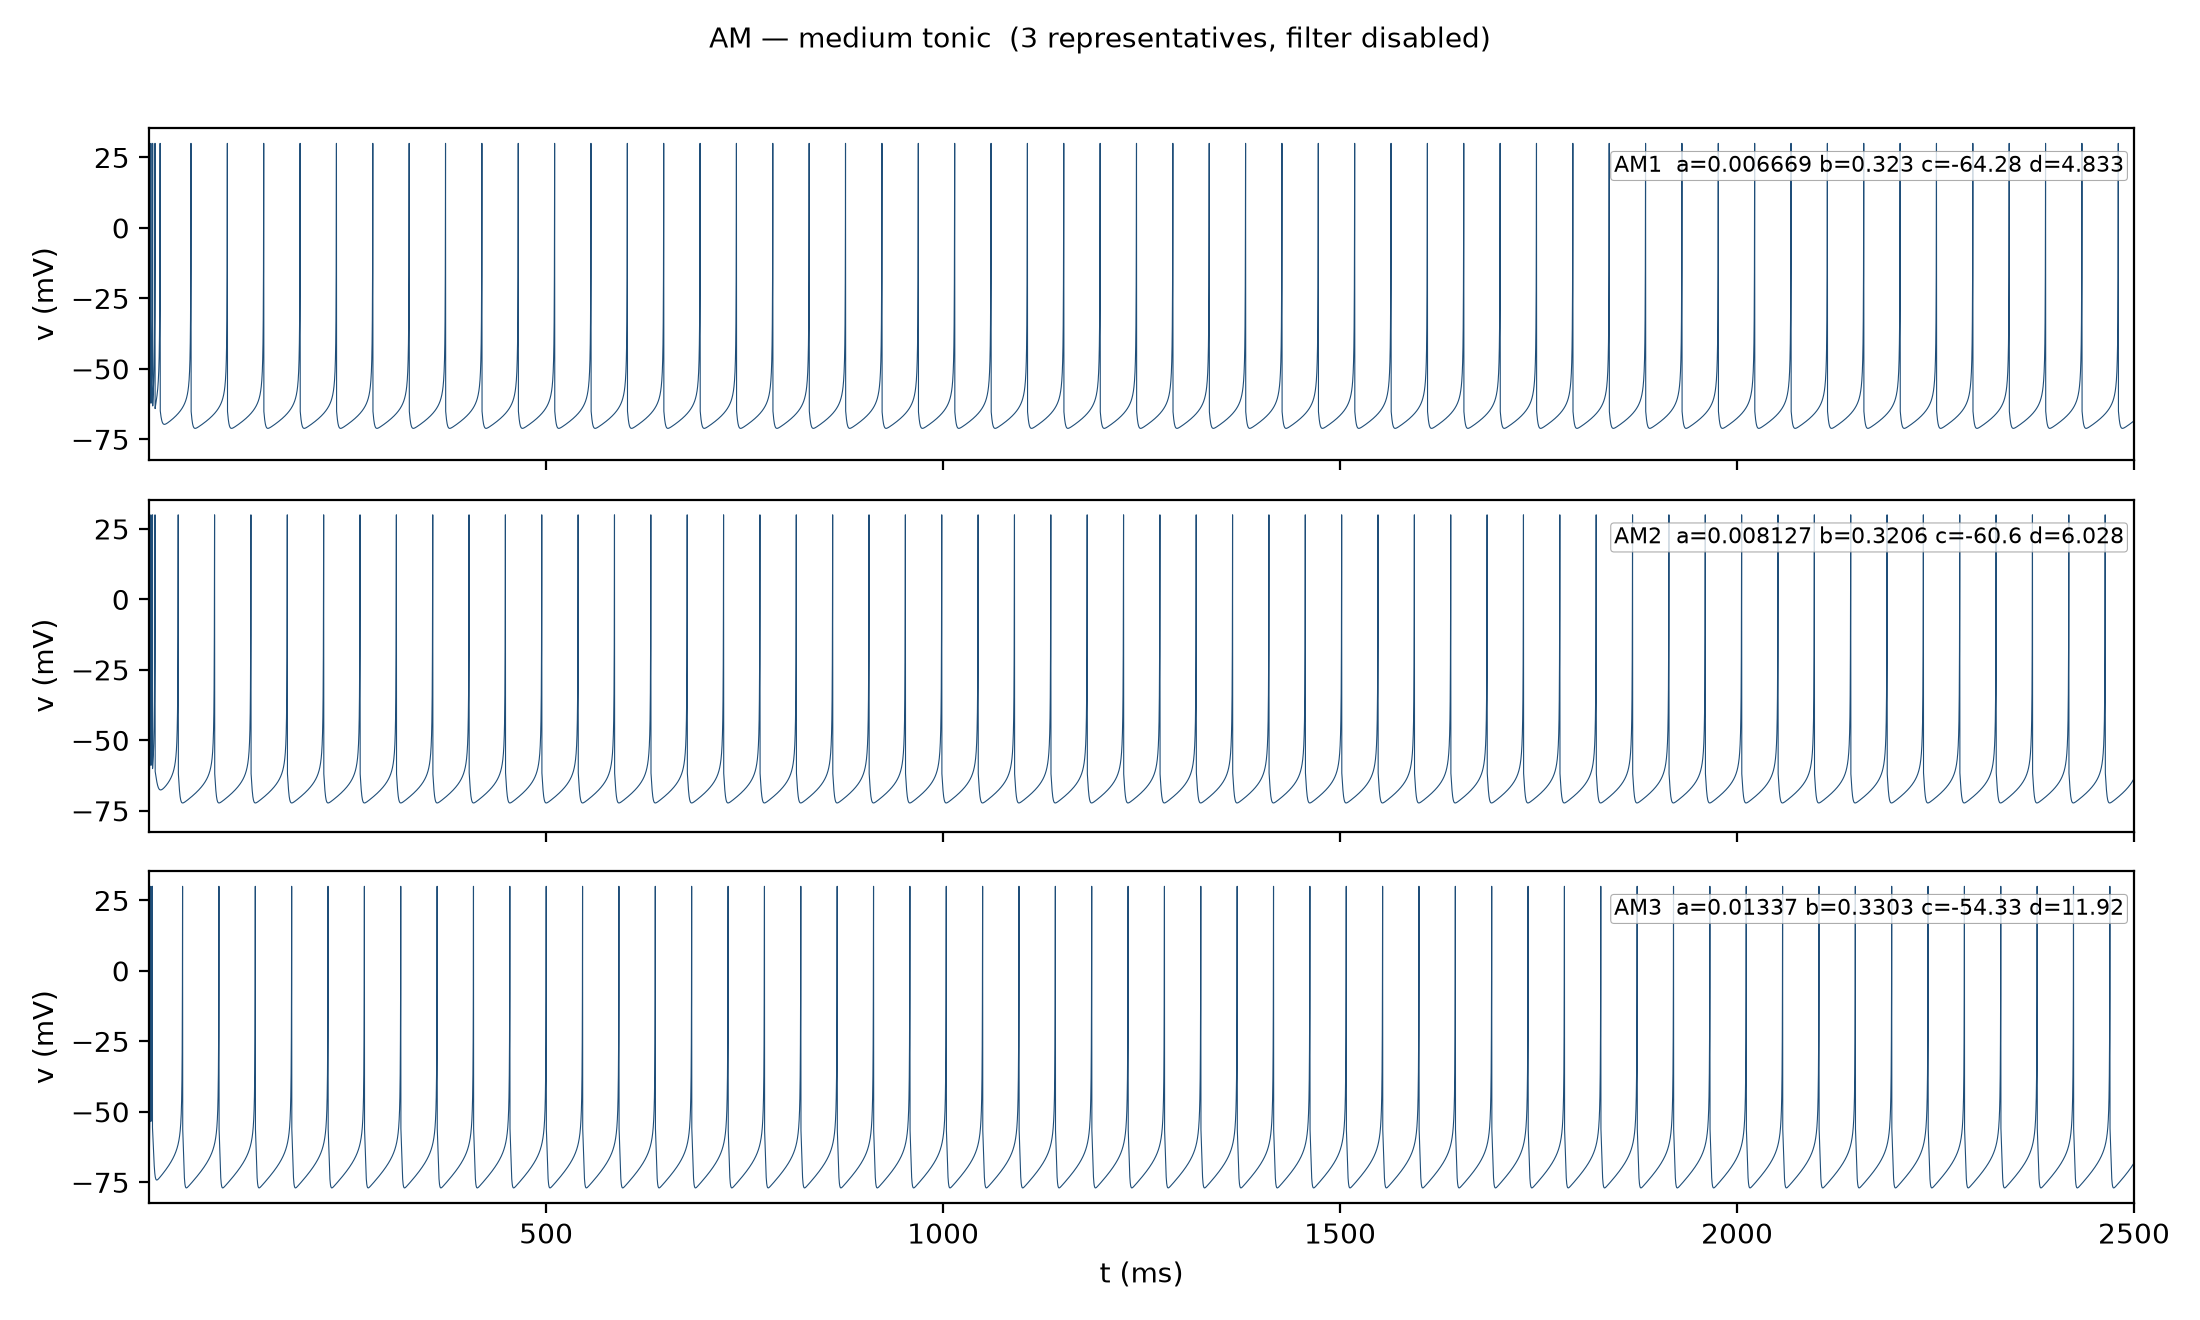 AM — medium tonic  (3 representatives, filter disabled)
25
0
−25
−50
−75
v (mV)
AM1  a=0.006669 b=0.323 c=-64.28 d=4.833
25
0
−25
−50
−75
v (mV)
AM2  a=0.008127 b=0.3206 c=-60.6 d=6.028
25
0
−25
−50
−75
v (mV)
AM3  a=0.01337 b=0.3303 c=-54.33 d=11.92
500 1000 1500 2000 2500
t (ms)